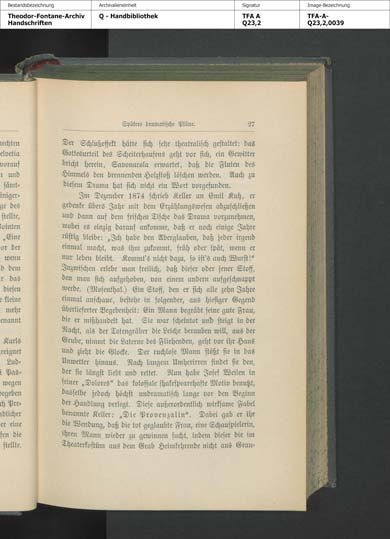 Bestandsbezeichnung
Archivalieneinheit
Signatur
Image-Bezeichnung
Theodor-Fontane-Archiv
Handschriften
Q - Handbibliothek
TFA A
Q23,2
TFA-A-
Q23,2,0039
Spätere dramatische Pläne. 27
Der Schlußeffekt hätte sich sehr theatralisch gestaltet: das
Gottesurteil des Scheiterhaufens geht vor sich, ein Gewitter
bricht herein, Savonarola erwartet, daß die Fluten des
Himmels den brennenden Holzstoß löschen werden. Auch zu
diesem Drama hat sich nicht ein Wort vorgefunden.
Im Dezember 1874 schrieb Keller an Emil Kuh, er
gedenke übers Jahr mit dem Erzählungswesen abzuschließen
und dann auf dem frischen Tische das Drama vorzunehmen,
wobei es einzig darauf ankomme, daß er noch einige Jahre
rüstig bleibe: „Ich habe den Aberglauben, daß jeder irgend
einmal macht, was ihm zukommt, früh oder spät, wenn er
nur leben bleibt. Kommt's nicht dazu, so ist's auch Wurst!"
Inzwischen erlebe man freilich, daß dieser oder jener Stoff,
den man sich aufgehoben, von einem andern aufgeschnappt
werde. (Mosenthal.) Ein Stoff, den er sich alle zehn Jahre
einmal anschaue, bestehe in folgender, aus hiesiger Gegend
überlieferter Begebenheit: Ein Mann begräbt seine gute Frau,
die er mißhandelt hat. Sie war scheintot und steigt in der
Nacht, als der Totengräber die Leiche berauben will, aus der
Grube, nimmt die Laterne des Fliehenden, geht vor ihr Haus
und zieht die Glocke. Der ruchlose Mann stößt sie in das
Unwetter hinaus. Nach langem Umherirren findet sie den,
der sie längst liebt und rettet. Nun habe Josef Weilen in
seiner „Dolores" das kolossale shakespearehafte Motiv benutzt,
dasselbe jedoch höchst undramatisch lange vor den Beginn
der Handlung verlegt. Diese außerordentlich wirksame Fabel
benannte Keller: „Die Provenzalin". Dabei gab er ihr
die Wendung, daß die tot geglaubte Frau, eine Schauspielerin,
ihren Mann wieder zu gewinnen sucht, indem dieser die im
Theaterkostüm aus dem Grab Heimkehrende nicht aus Grau-